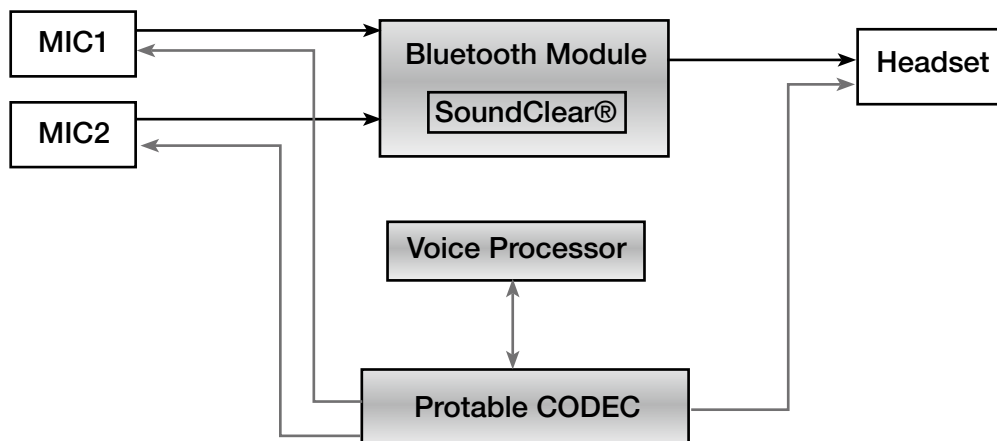 MIC1
Bluetooth Module
Headset
SoundClear®
MIC2
Voice Processor
Protable CODEC